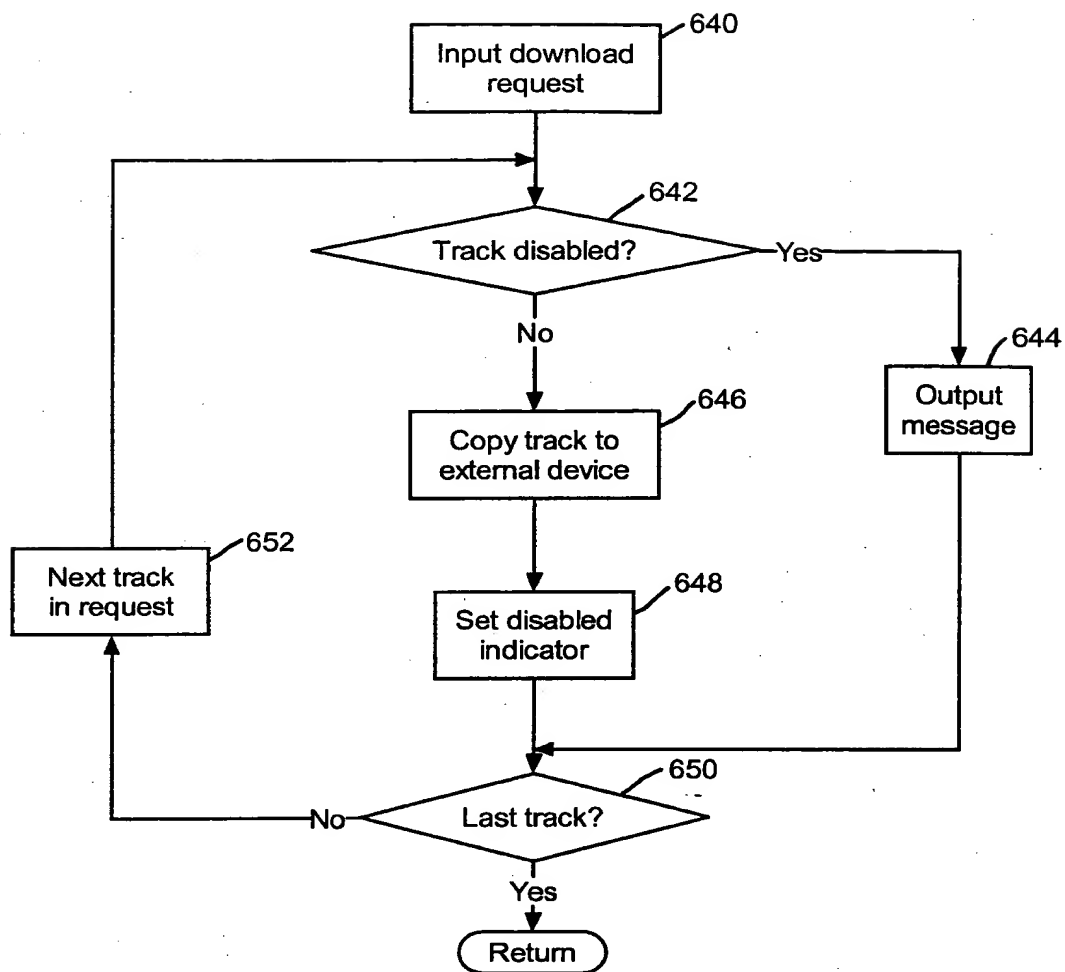 640
Input download
request
642
Track disabled?
Yes
No
644
Output
message
646
Copy track to
external device
652
Next track
in request
648
Set disabled
indicator
650
Last track?
No
Yes
Return